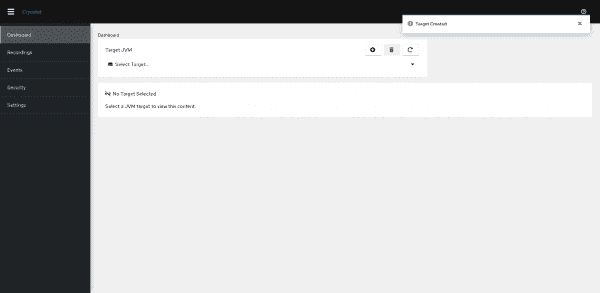 Cryostat
Target Created
Dashboard
Recordings
Events
Security
Settings
Dashboard
Target JVM
Select Target...
No Target Selected
Select a JVM target to view this content.